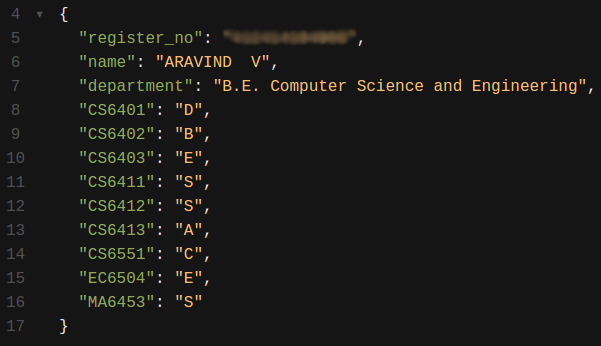 4 ▾ {
5 "register_no": ,
6 "name": "ARAVIND  V",
7 "department": "B.E. Computer Science and Engineering",
8 "CS6401": "D",
9 "CS6402": "B",
10 "CS6403": "E",
11 "CS6411": "S",
12 "CS6412": "S",
13 "CS6413": "A",
14 "CS6551": "C",
15 "EC6504": "E",
16 "MA6453": "S"
17 }